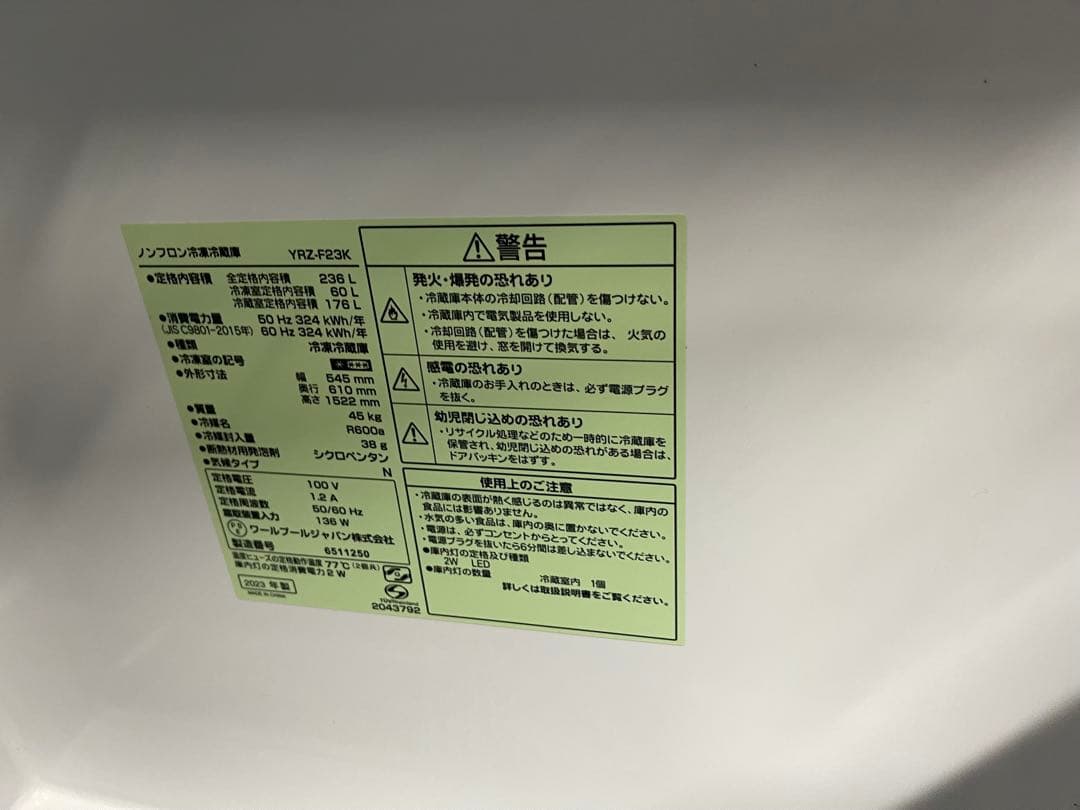 ノンフロン冷凍冷蔵庫 YRZ-F23K
●定格内容積 全定格内容積 236 L
冷凍室定格内容積 60 L
冷蔵室定格内容積 176 L
●消費電力量 50 Hz 324 kWh/年
(JIS C9801-2015年) 60 Hz 324 kWh/年
●種類 冷凍冷蔵庫
●冷凍室の記号
●外形寸法 幅 545 mm
奥行 610 mm
高さ 1522 mm
●質量 45 kg
●冷媒名 R600a
●冷媒封入量 38 g
●断熱材用発泡剤 シクロペンタン
●気候タイプ N
定格電圧 100 V
定格電流 1.2 A
定格周波数 50/60 Hz
霜取装置入力 136 W
PSE ワールプールジャパン株式会社
製造番号 6511250
温度ヒューズの定格動作温度 77℃(2個共)
庫内灯の定格消費電力 2 W
2023 年製
MADE IN CHINA
TÜVRheinland
2043792
警告
発火・爆発の恐れあり
・冷蔵庫本体の冷却回路(配管)を傷つけない。
・冷蔵庫内で電気製品を使用しない。
・冷却回路(配管)を傷つけた場合は、火気の
使用を避け、窓を開けて換気する。
感電の恐れあり
・冷蔵庫のお手入れのときは、必ず電源プラグ
を抜く。
幼児閉じ込めの恐れあり
・リサイクル処理などのため一時的に冷蔵庫を
保管され、幼児閉じ込めの恐れがある場合は、
ドアパッキンをはずす。
使用上のご注意
・冷蔵庫の表面が熱く感じるのは異常ではなく、庫内の
食品には影響ありません。
・水気の多い食品は、庫内の奥に置かないでください。
・電源は、必ずコンセントからとってください。
・電源プラグを抜いたら6分間は差し込まないでください。
●庫内灯の定格及び種類
2W LED
●庫内灯の数量 冷蔵室内 1個
詳しくは取扱説明書をご覧ください。